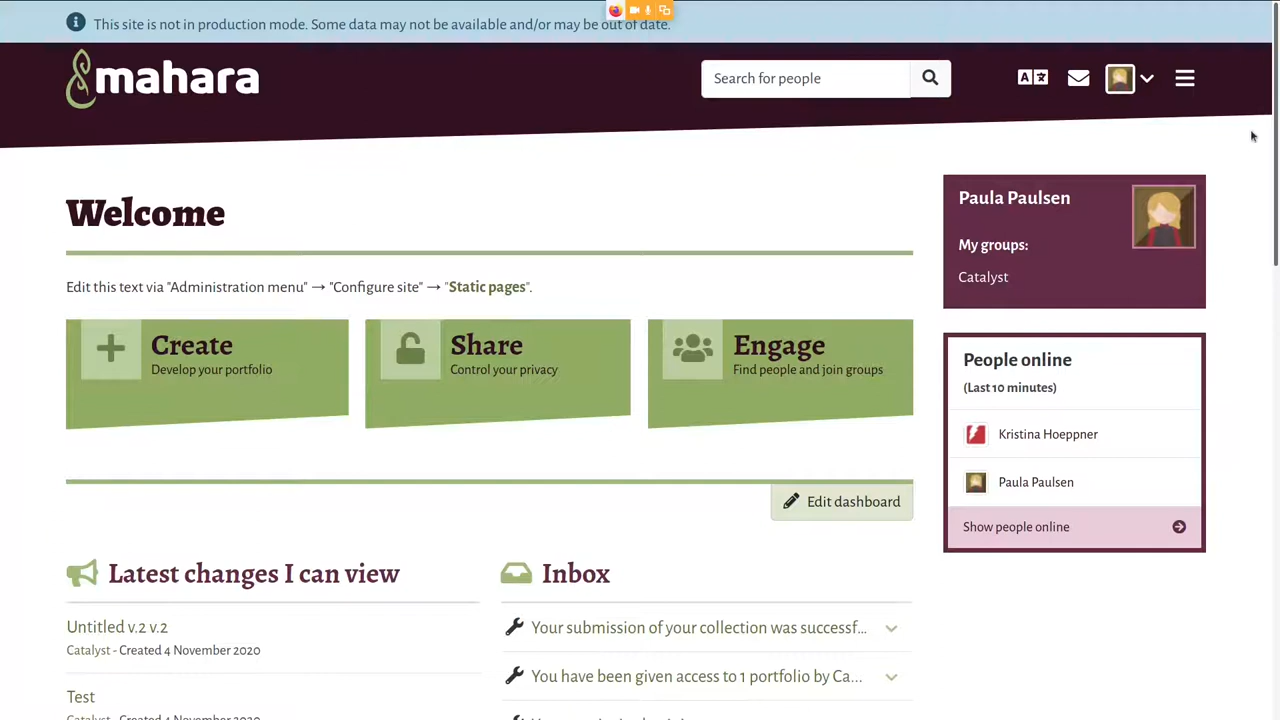 This site is not in production mode. Some data may not be available and/or may be out of date.
mahara
Search for people
A
Welcome
Edit this text via "Administration menu" → "Configure site" → "Static pages".
Create
Develop your portfolio
Share
Control your privacy
Engage
Find people and join groups
Edit dashboard
Latest changes I can view
Untitled v.2 v.2
Catalyst - Created 4 November 2020
Test
Catalyst - Created 4 November 2020
Inbox
Your submission of your collection was successf...
You have been given access to 1 portfolio by Ca...
Paula Paulsen
My groups:
Catalyst
People online
(Last 10 minutes)
Kristina Hoeppner
Paula Paulsen
Show people online